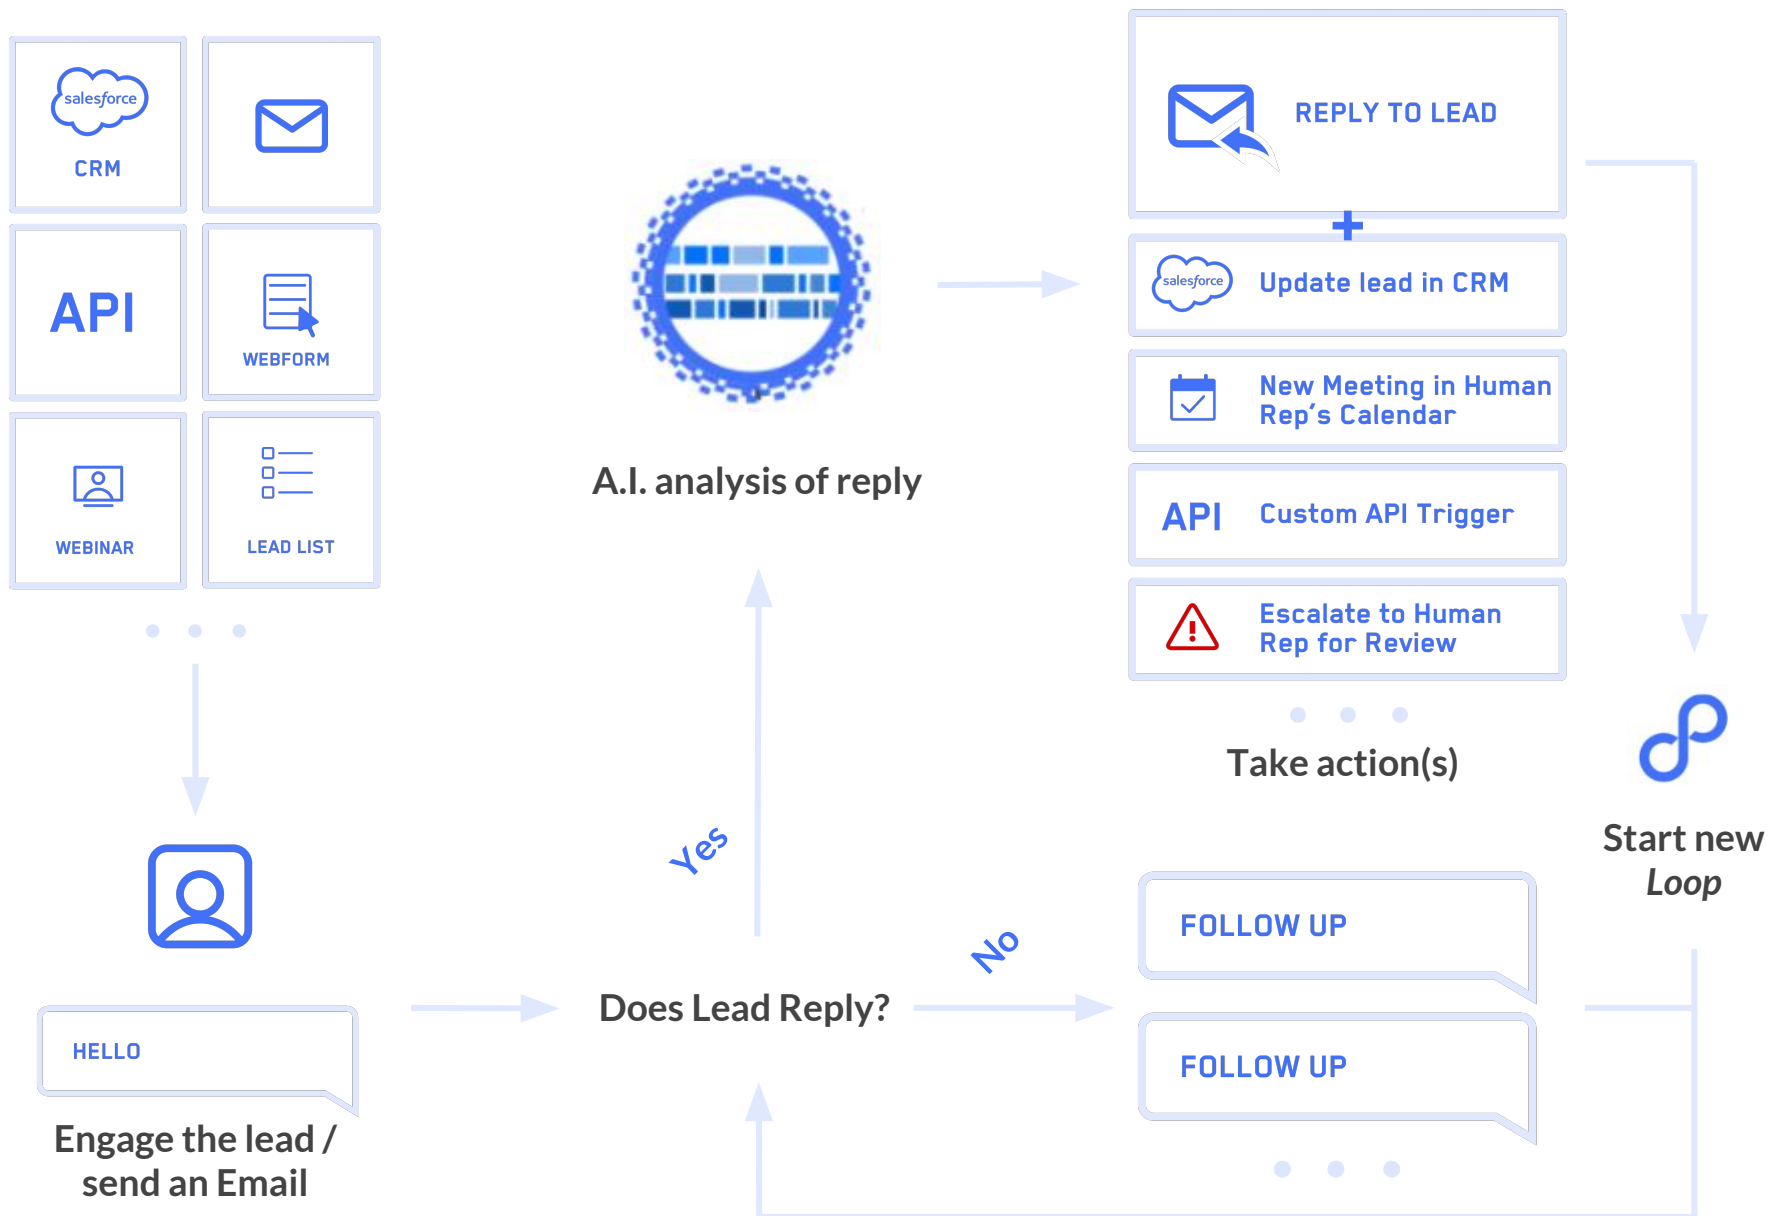 salesforce
CRM
API
WEBFORM
WEBINAR
LEAD LIST
HELLO
Engage the lead /
send an Email
Does Lead Reply?
Yes
No
A.I. analysis of reply
REPLY TO LEAD
+
salesforce
Update lead in CRM
New Meeting in Human
Rep's Calendar
API
Custom API Trigger
Escalate to Human
Rep for Review
Take action(s)
FOLLOW UP
FOLLOW UP
Start new
Loop